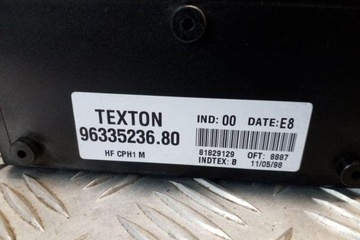 TEXTON
96335236.80
HF CPH1 M
IND: 00 DATE: E8
81829129 OFT: 8887
INDTEX: B 11/05/98